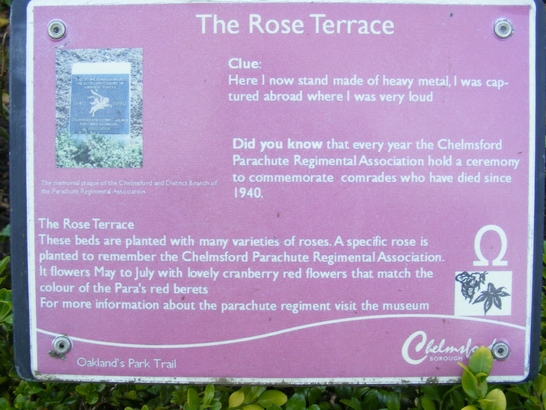 The Rose Terrace
Clue:
Here I now stand made of heavy metal, I was cap-
tured abroad where I was very loud
Did you know that every year the Chelmsford
Parachute Regimental Association hold a ceremony
to commemorate comrades who have died since
1940.
The memorial plaque of the Chelmsford and District Branch of
the Parachute Regimental Association
The Rose Terrace
These beds are planted with many varieties of roses. A specific rose is
planted to remember the Chelmsford Parachute Regimental Association.
It flowers May to July with lovely cranberry red flowers that match the
colour of the Para's red berets
For more information about the parachute regiment visit the museum
Ω
Oakland's Park Trail
BOROUGH